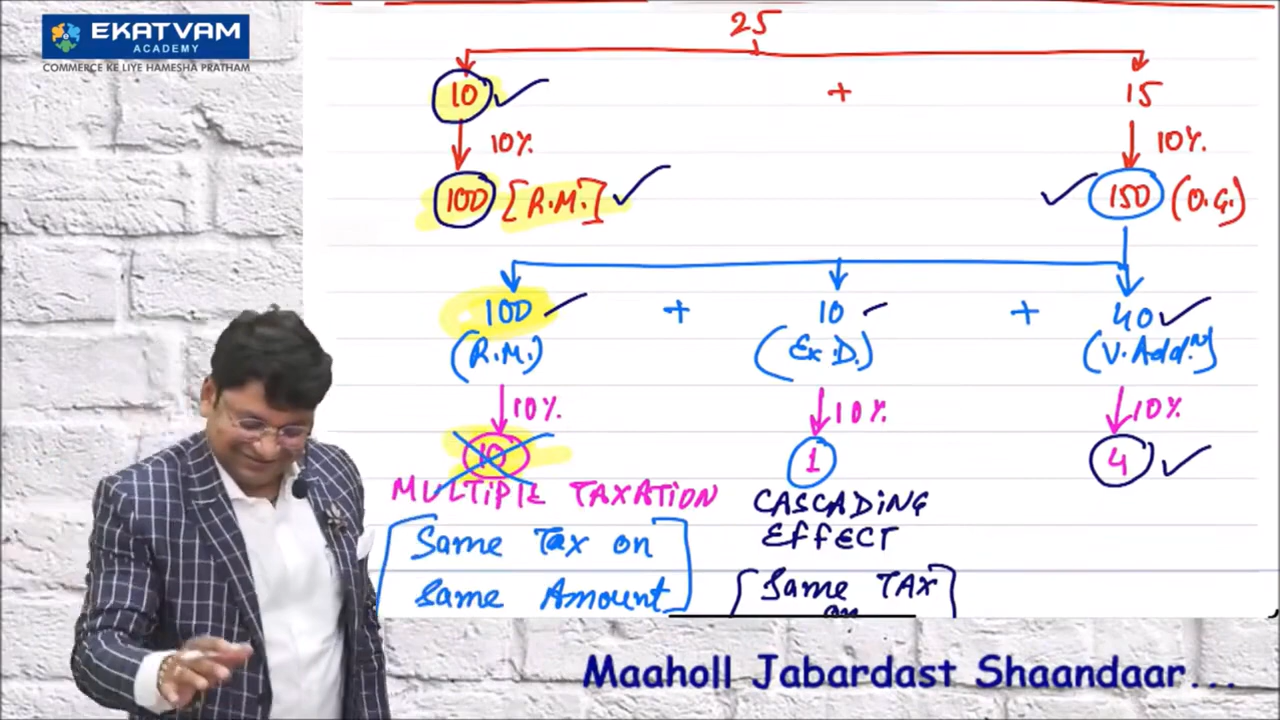 EKATVAM
ACADEMY
COMMERCE KE LIYE HAMESHA PRATHAM
25
10 + 15
10% 10%
100 [R.M.] 150 (O.G.)
100 + 10 + 40
(R.M.) (Ex.D.) (V.Add.ᴺ)
10% 10% 10%
10 1 4
MULTIPLE TAXATION CASCADING
EFFECT
Same Tax on
Same Amount
Same TAX
on
Maaholl Jabardast Shaandaar...